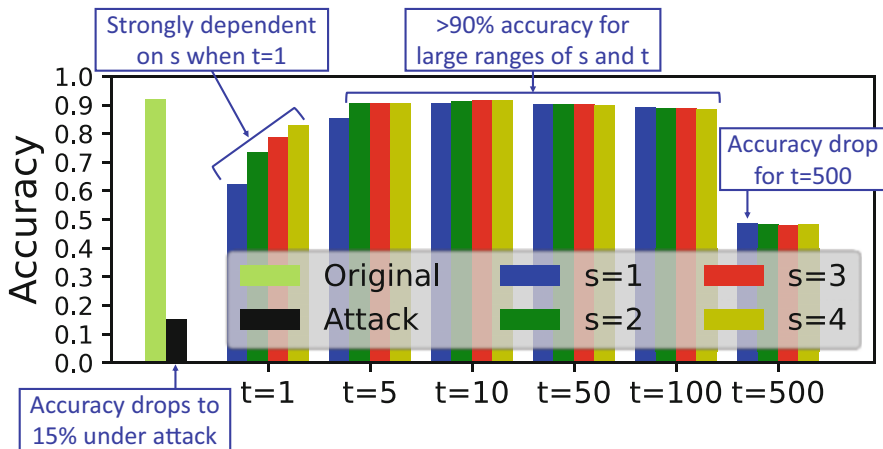 Strongly dependent
on s when t=1
>90% accuracy for
large ranges of s and t
Accuracy
1.0
0.9
0.8
0.7
0.6
0.5
0.4
0.3
0.2
0.1
0.0
Accuracy drop
for t=500
Original
Attack
s=1
s=2
s=3
s=4
t=1
t=5
t=10
t=50
t=100
t=500
Accuracy drops to
15% under attack